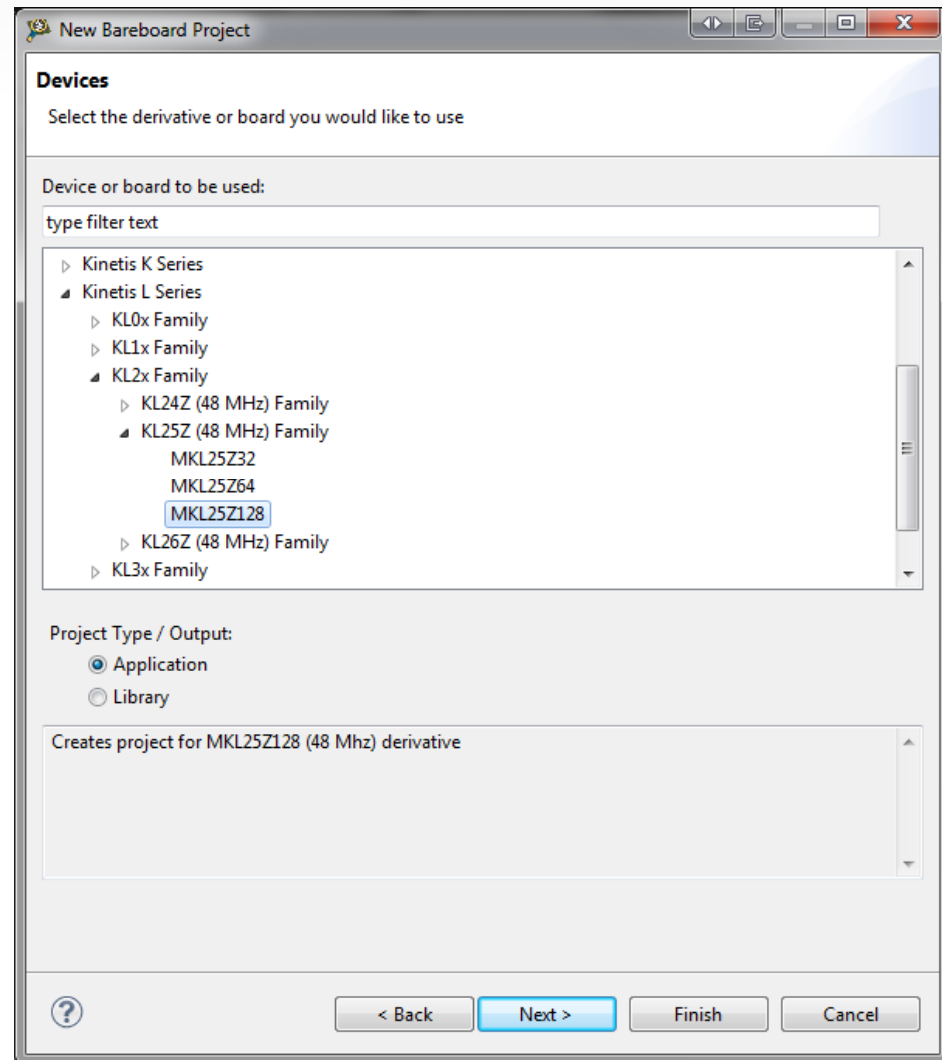 New Bareboard Project
Devices
Select the derivative or board you would like to use
Device or board to be used:
type filter text
Kinetis K Series
Kinetis L Series
KL0x Family
KL1x Family
KL2x Family
KL24Z (48 MHz) Family
KL25Z (48 MHz) Family
MKL25Z32
MKL25Z64
MKL25Z128
KL26Z (48 MHz) Family
KL3x Family
Project Type / Output:
Application
Library
Creates project for MKL25Z128 (48 Mhz) derivative
? < Back Next > Finish Cancel